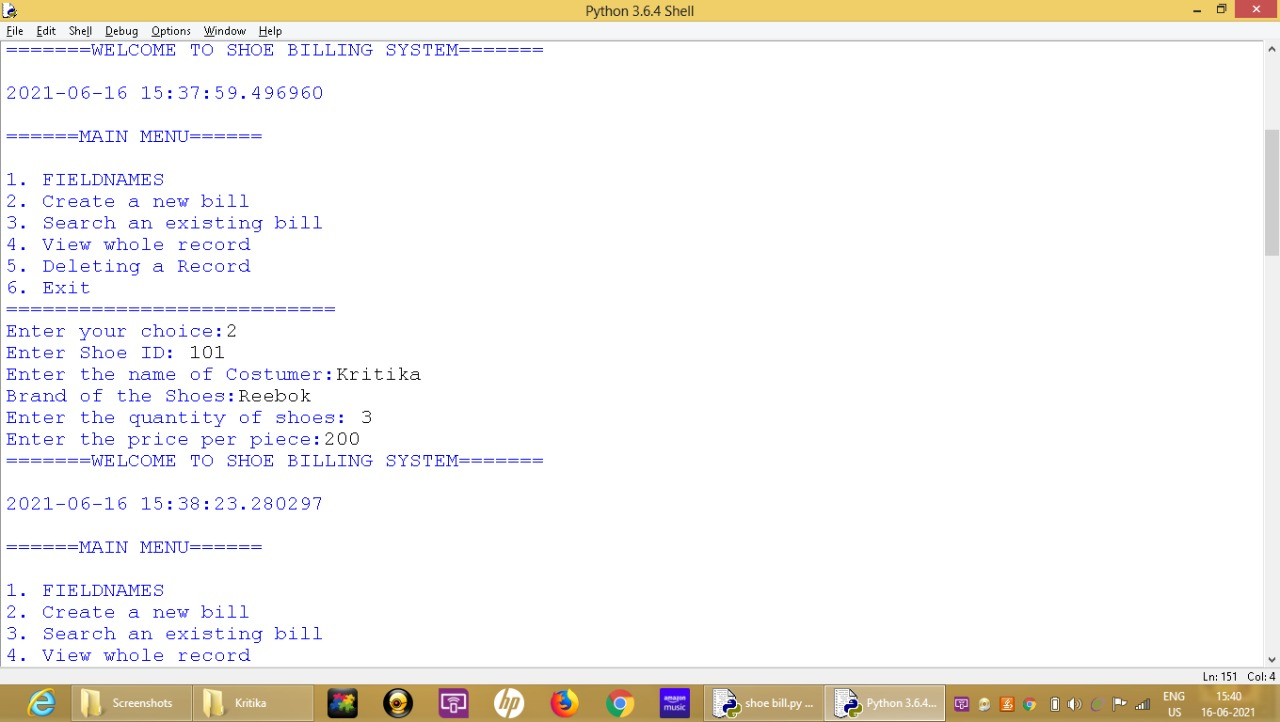 Python 3.6.4 Shell
File Edit Shell Debug Options Window Help
=======WELCOME TO SHOE BILLING SYSTEM=======
2021-06-16 15:37:59.496960
======MAIN MENU======
1. FIELDNAMES
2. Create a new bill
3. Search an existing bill
4. View whole record
5. Deleting a Record
6. Exit
===========================
Enter your choice:2
Enter Shoe ID: 101
Enter the name of Costumer:Kritika
Brand of the Shoes:Reebok
Enter the quantity of shoes: 3
Enter the price per piece:200
=======WELCOME TO SHOE BILLING SYSTEM=======
2021-06-16 15:38:23.280297
======MAIN MENU======
1. FIELDNAMES
2. Create a new bill
3. Search an existing bill
4. View whole record
Ln: 151 Col: 4
Screenshots Kritika hp amazon music shoe bill.py ... Python 3.6.4... ENG 15:40
US 16-06-2021